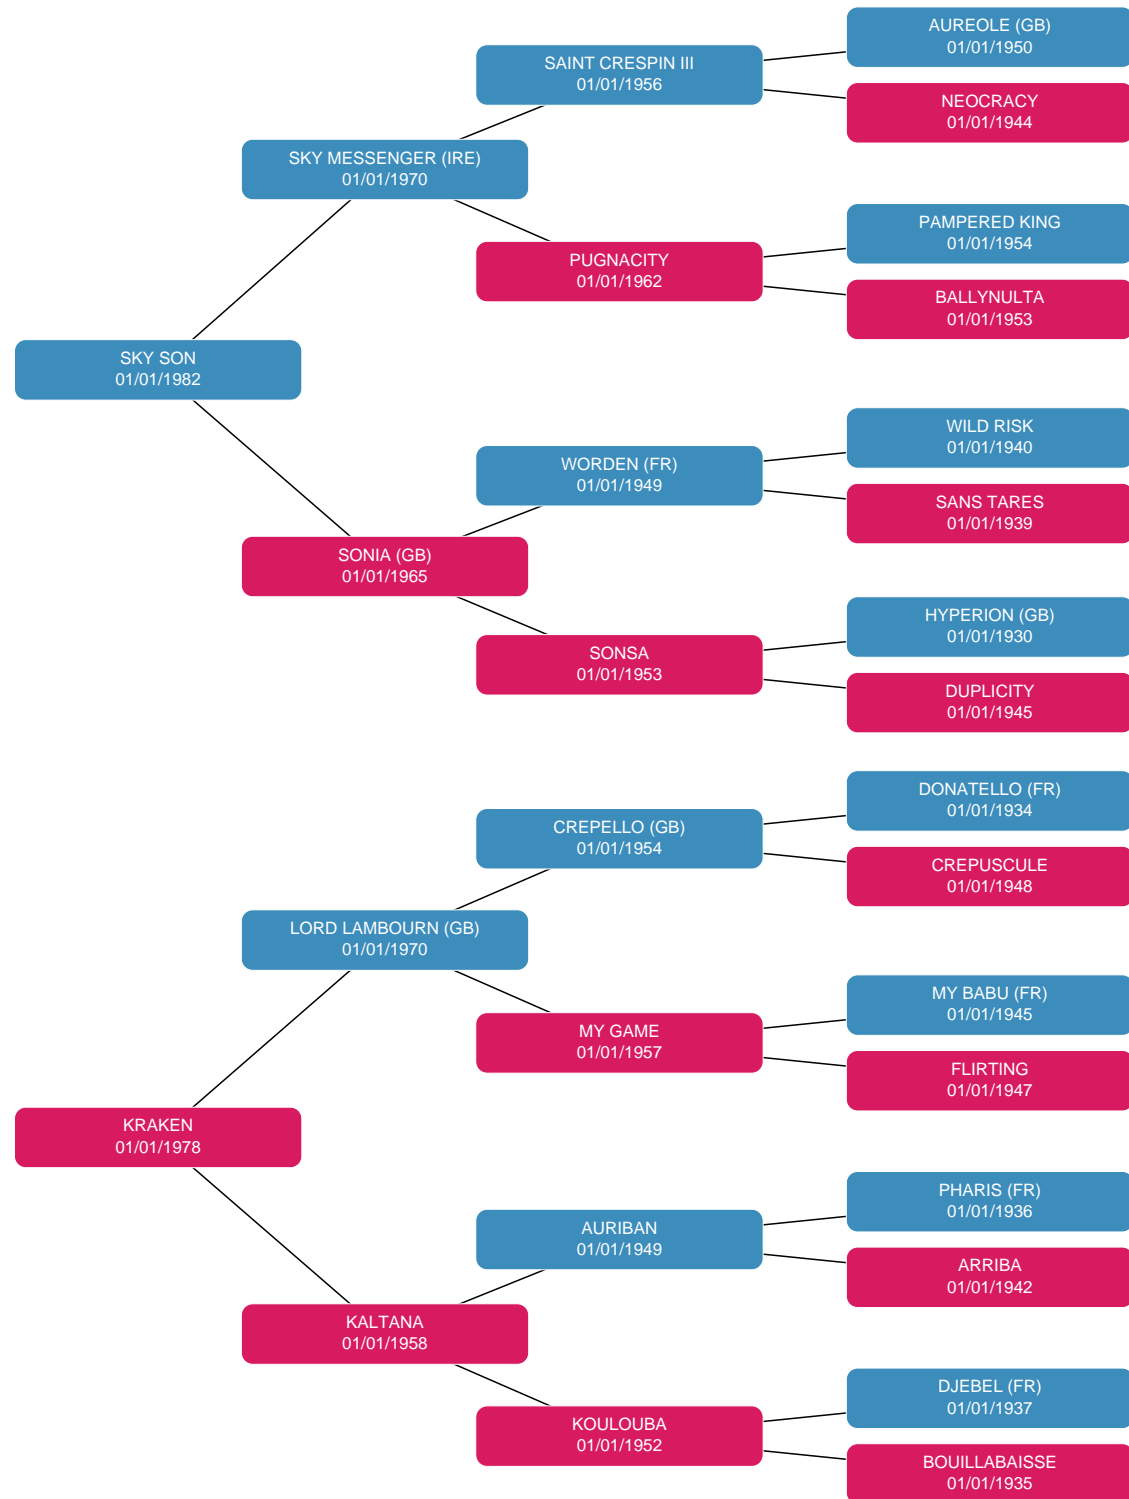 AUREOLE (GB)
01/01/1950
SAINT CRESPIN III
01/01/1956
NEOCRACY
01/01/1944
SKY MESSENGER (IRE)
01/01/1970
PAMPERED KING
01/01/1954
PUGNACITY
01/01/1962
BALLYNULTA
01/01/1953
SKY SON
01/01/1982
WILD RISK
01/01/1940
WORDEN (FR)
01/01/1949
SANS TARES
01/01/1939
SONIA (GB)
01/01/1965
HYPERION (GB)
01/01/1930
SONSA
01/01/1953
DUPLICITY
01/01/1945
DONATELLO (FR)
01/01/1934
CREPELLO (GB)
01/01/1954
CREPUSCULE
01/01/1948
LORD LAMBOURN (GB)
01/01/1970
MY BABU (FR)
01/01/1945
MY GAME
01/01/1957
FLIRTING
01/01/1947
KRAKEN
01/01/1978
PHARIS (FR)
01/01/1936
AURIBAN
01/01/1949
ARRIBA
01/01/1942
KALTANA
01/01/1958
DJEBEL (FR)
01/01/1937
KOULOUBA
01/01/1952
BOUILLABAISSE
01/01/1935